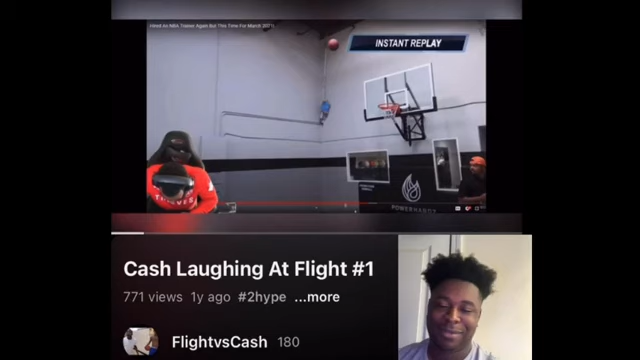 Hired An NBA Trainer Again But This Time For March 2021!
INSTANT REPLAY
POWERHANDZ
Cash Laughing At Flight #1
771 views 1y ago #2hype ...more
FlightvsCash 180